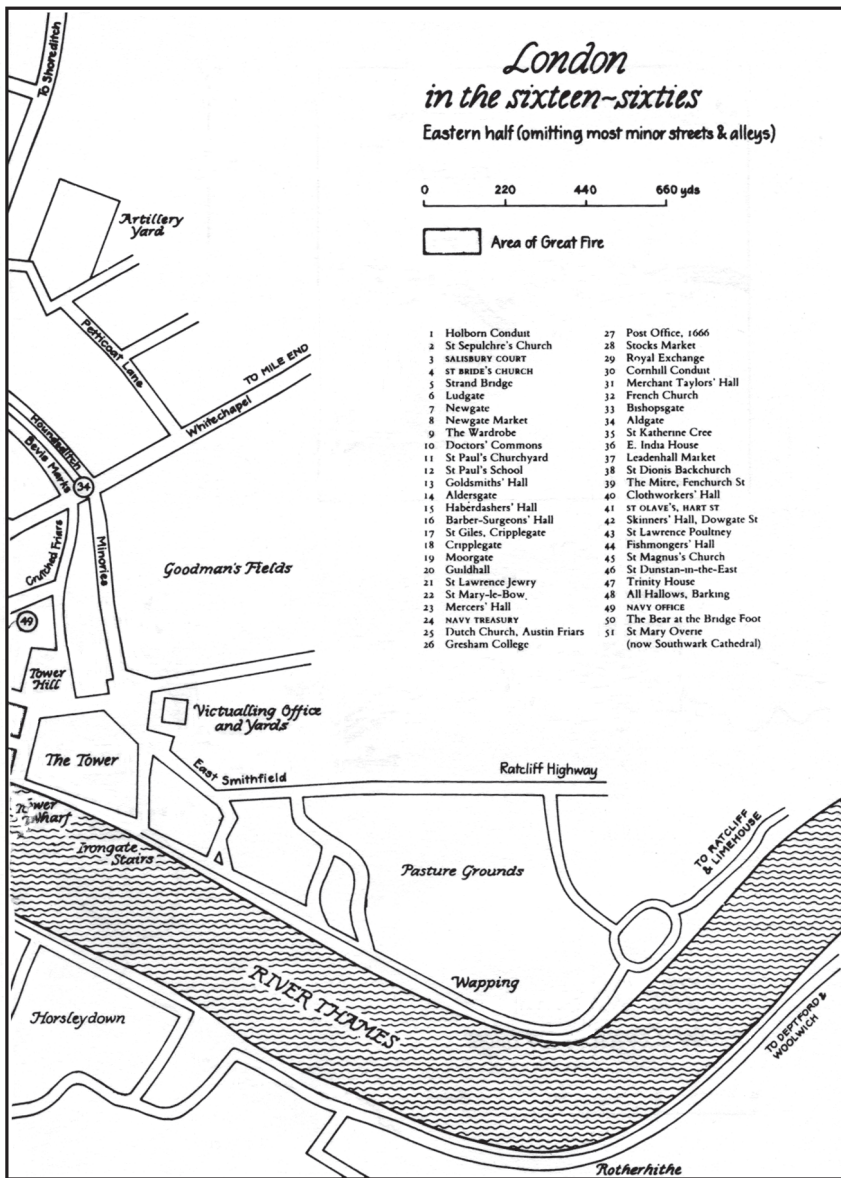 London
in the sixteen~sixties
Eastern half (omitting most minor streets & alleys)
0 220 440 660 yds
Area of Great Fire
1 Holborn Conduit
2 St Sepulchre's Church
3 SALISBURY COURT
4 ST BRIDE'S CHURCH
5 Strand Bridge
6 Ludgate
7 Newgate
8 Newgate Market
9 The Wardrobe
10 Doctors' Commons
11 St Paul's Churchyard
12 St Paul's School
13 Goldsmiths' Hall
14 Aldersgate
15 Haberdashers' Hall
16 Barber-Surgeons' Hall
17 St Giles, Cripplegate
18 Cripplegate
19 Moorgate
20 Guildhall
21 St Lawrence Jewry
22 St Mary-le-Bow
23 Mercers' Hall
24 NAVY TREASURY
25 Dutch Church, Austin Friars
26 Gresham College
27 Post Office, 1666
28 Stocks Market
29 Royal Exchange
30 Cornhill Conduit
31 Merchant Taylors' Hall
32 French Church
33 Bishopsgate
34 Aldgate
35 St Katherine Cree
36 E. India House
37 Leadenhall Market
38 St Dionis Backchurch
39 The Mitre, Fenchurch St
40 Clothworkers' Hall
41 ST OLAVE'S, HART ST
42 Skinners' Hall, Dowgate St
43 St Lawrence Poultney
44 Fishmongers' Hall
45 St Magnus's Church
46 St Dunstan-in-the-East
47 Trinity House
48 All Hallows, Barking
49 NAVY OFFICE
50 The Bear at the Bridge Foot
51 St Mary Overie
(now Southwark Cathedral)
To Shoreditch
Artillery
Yard
Petticoat Lane
TO MILE END
Whitechapel
Houndsditch
Bevis Marks
34
Crutched Friars
Minories
Goodman's Fields
49
Tower
Hill
Victualling Office
and Yards
The Tower
East Smithfield
Ratcliff Highway
Tower
Wharf
Irongate
Stairs
Pasture Grounds
TO RATCLIFF
& LIMEHOUSE
Wapping
RIVER THAMES
Horsleydown
TO DEPTFORD &
WOOLWICH
Rotherhithe